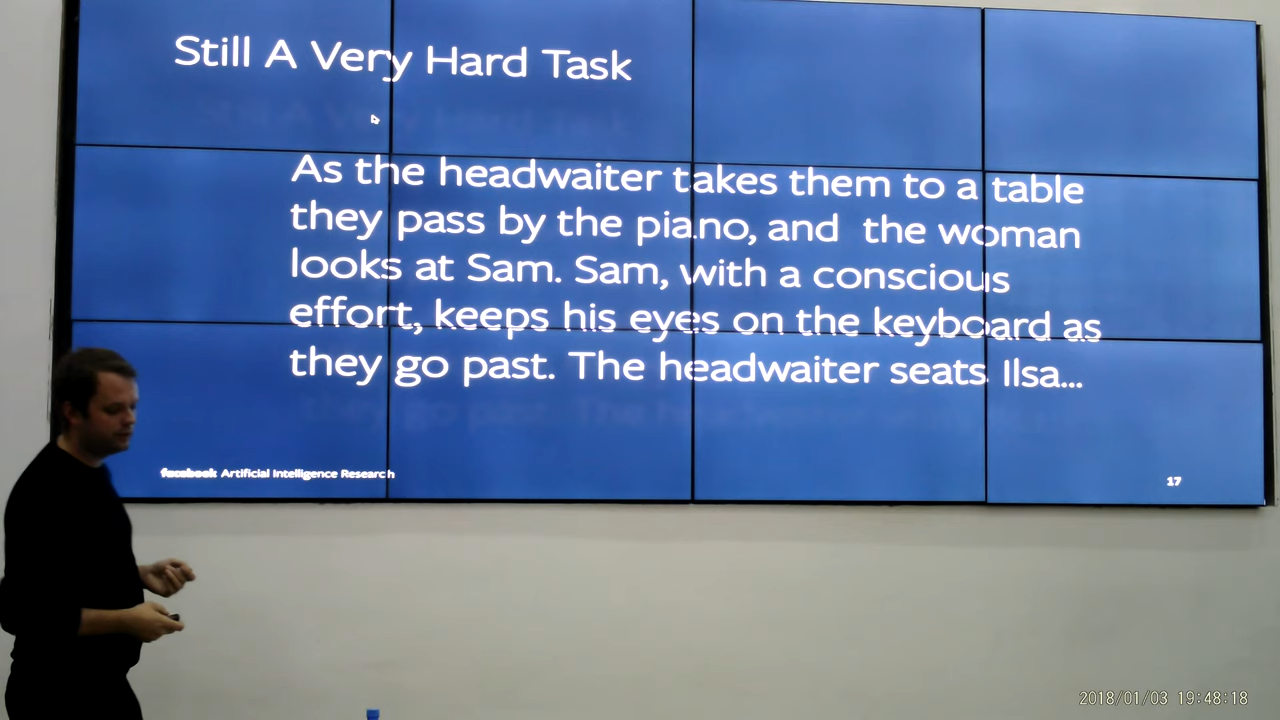 Still A Very Hard Task
As the headwaiter takes them to a table
they pass by the piano, and the woman
looks at Sam. Sam, with a conscious
effort, keeps his eyes on the keyboard as
they go past. The headwaiter seats Ilsa...
facebook Artificial Intelligence Research
17
2018/01/03 19:48:18